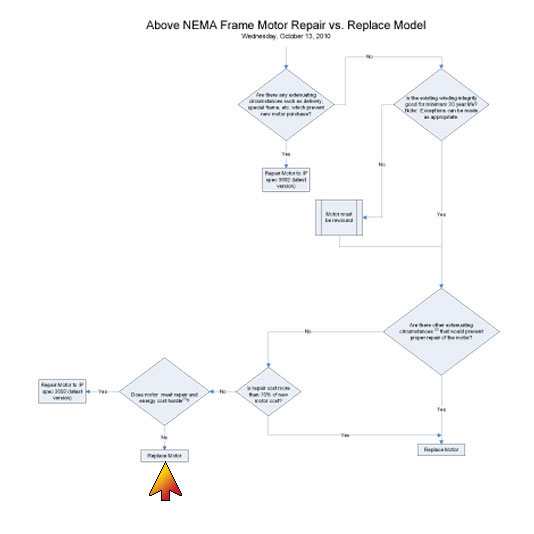 Above NEMA Frame Motor Repair vs. Replace Model
Wednesday, October 13, 2010
No
Are there any extenuating
circumstances such as delivery,
special frame, etc. which prevent
new motor purchase?
Is the existing winding integrity
good for minimum 20 year life?
Note: Exceptions can be made
as appropriate.
Yes
No
Repair Motor to IP
spec 3692 (latest
version)
Motor must
be rewound
Yes
Are there other extenuating
circumstances that would prevent
proper repair of the motor?
No
Repair Motor to IP
spec 3692 (latest
version)
Yes
Does motor meet repair and
energy cost hurdle
No
Is repair cost more
than 70% of new
motor cost?
Yes
No
Yes
Replace Motor
Replace Motor